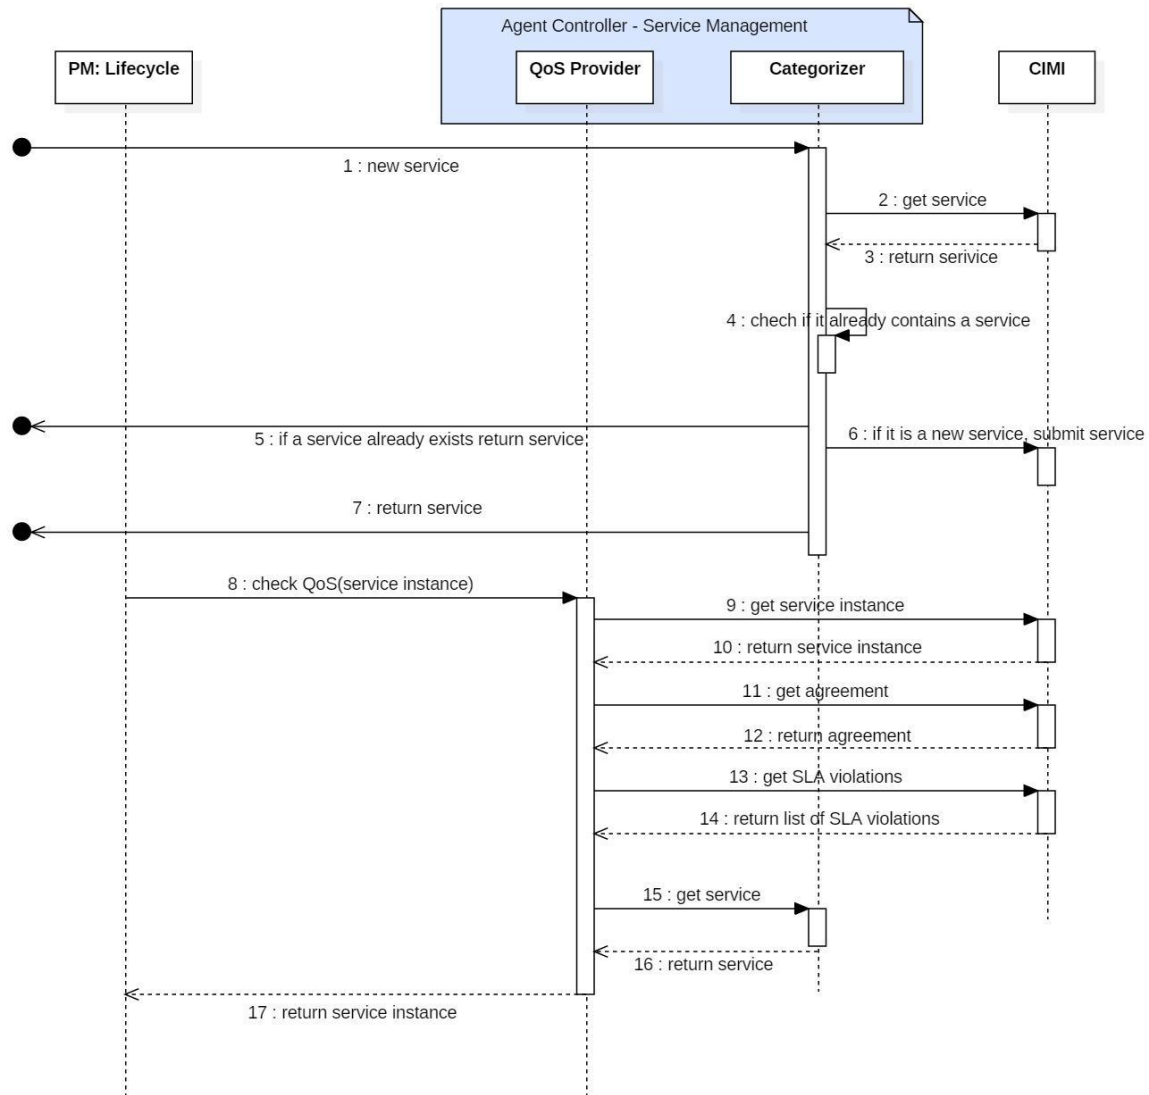 Agent Controller - Service Management
PM: Lifecycle
QoS Provider
Categorizer
CIMI
1 : new service
2 : get service
3 : return serivice
4 : chech if it already contains a service
5 : if a service already exists return service
6 : if it is a new service, submit service
7 : return service
8 : check QoS(service instance)
9 : get service instance
10 : return service instance
11 : get agreement
12 : return agreement
13 : get SLA violations
14 : return list of SLA violations
15 : get service
16 : return service
17 : return service instance